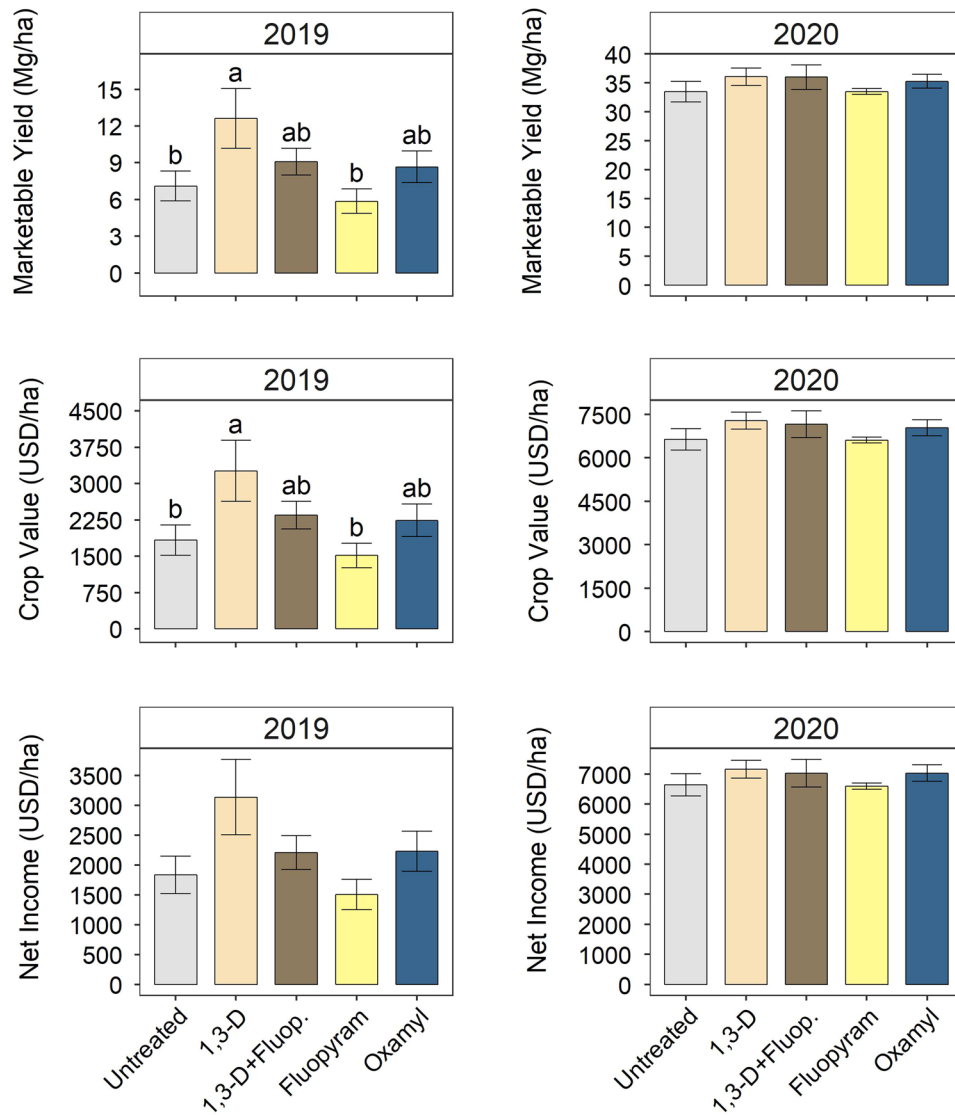 2019
Marketable Yield (Mg/ha)
15
12
9
6
3
0
b
a
ab
b
ab
2020
Marketable Yield (Mg/ha)
40
35
30
25
20
15
10
5
0
2019
Crop Value (USD/ha)
4500
3750
3000
2250
1500
750
0
b
a
ab
b
ab
2020
Crop Value (USD/ha)
7500
6000
4500
3000
1500
0
2019
Net Income (USD/ha)
3500
3000
2500
2000
1500
1000
500
0
Untreated
1,3-D
1,3-D+Fluop.
Fluopyram
Oxamyl
2020
Net Income (USD/ha)
7000
6000
5000
4000
3000
2000
1000
0
Untreated
1,3-D
1,3-D+Fluop.
Fluopyram
Oxamyl